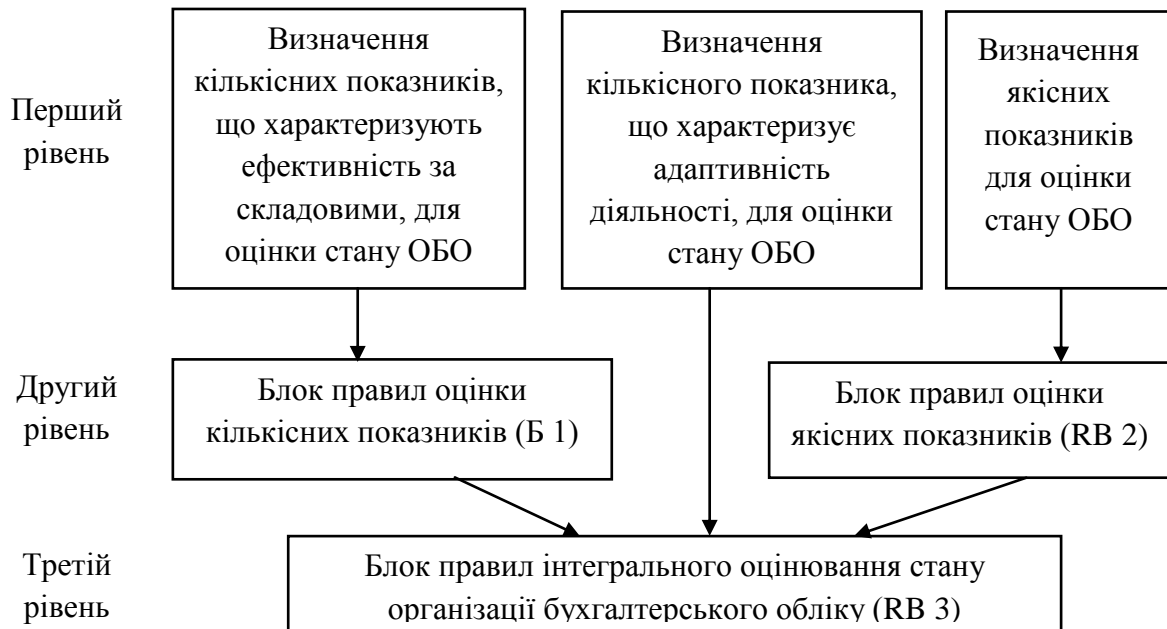 Перший
рівень
Визначення
кількісних показників,
що характеризують
ефективність за
складовими, для
оцінки стану ОБО
Визначення
кількісного показника,
що характеризує
адаптивність
діяльності, для оцінки
стану ОБО
Визначення
якісних
показників
для оцінки
стану ОБО
Другий
рівень
Блок правил оцінки
кількісних показників (Б 1)
Блок правил оцінки
якісних показників (RB 2)
Третій
рівень
Блок правил інтегрального оцінювання стану
організації бухгалтерського обліку (RB 3)